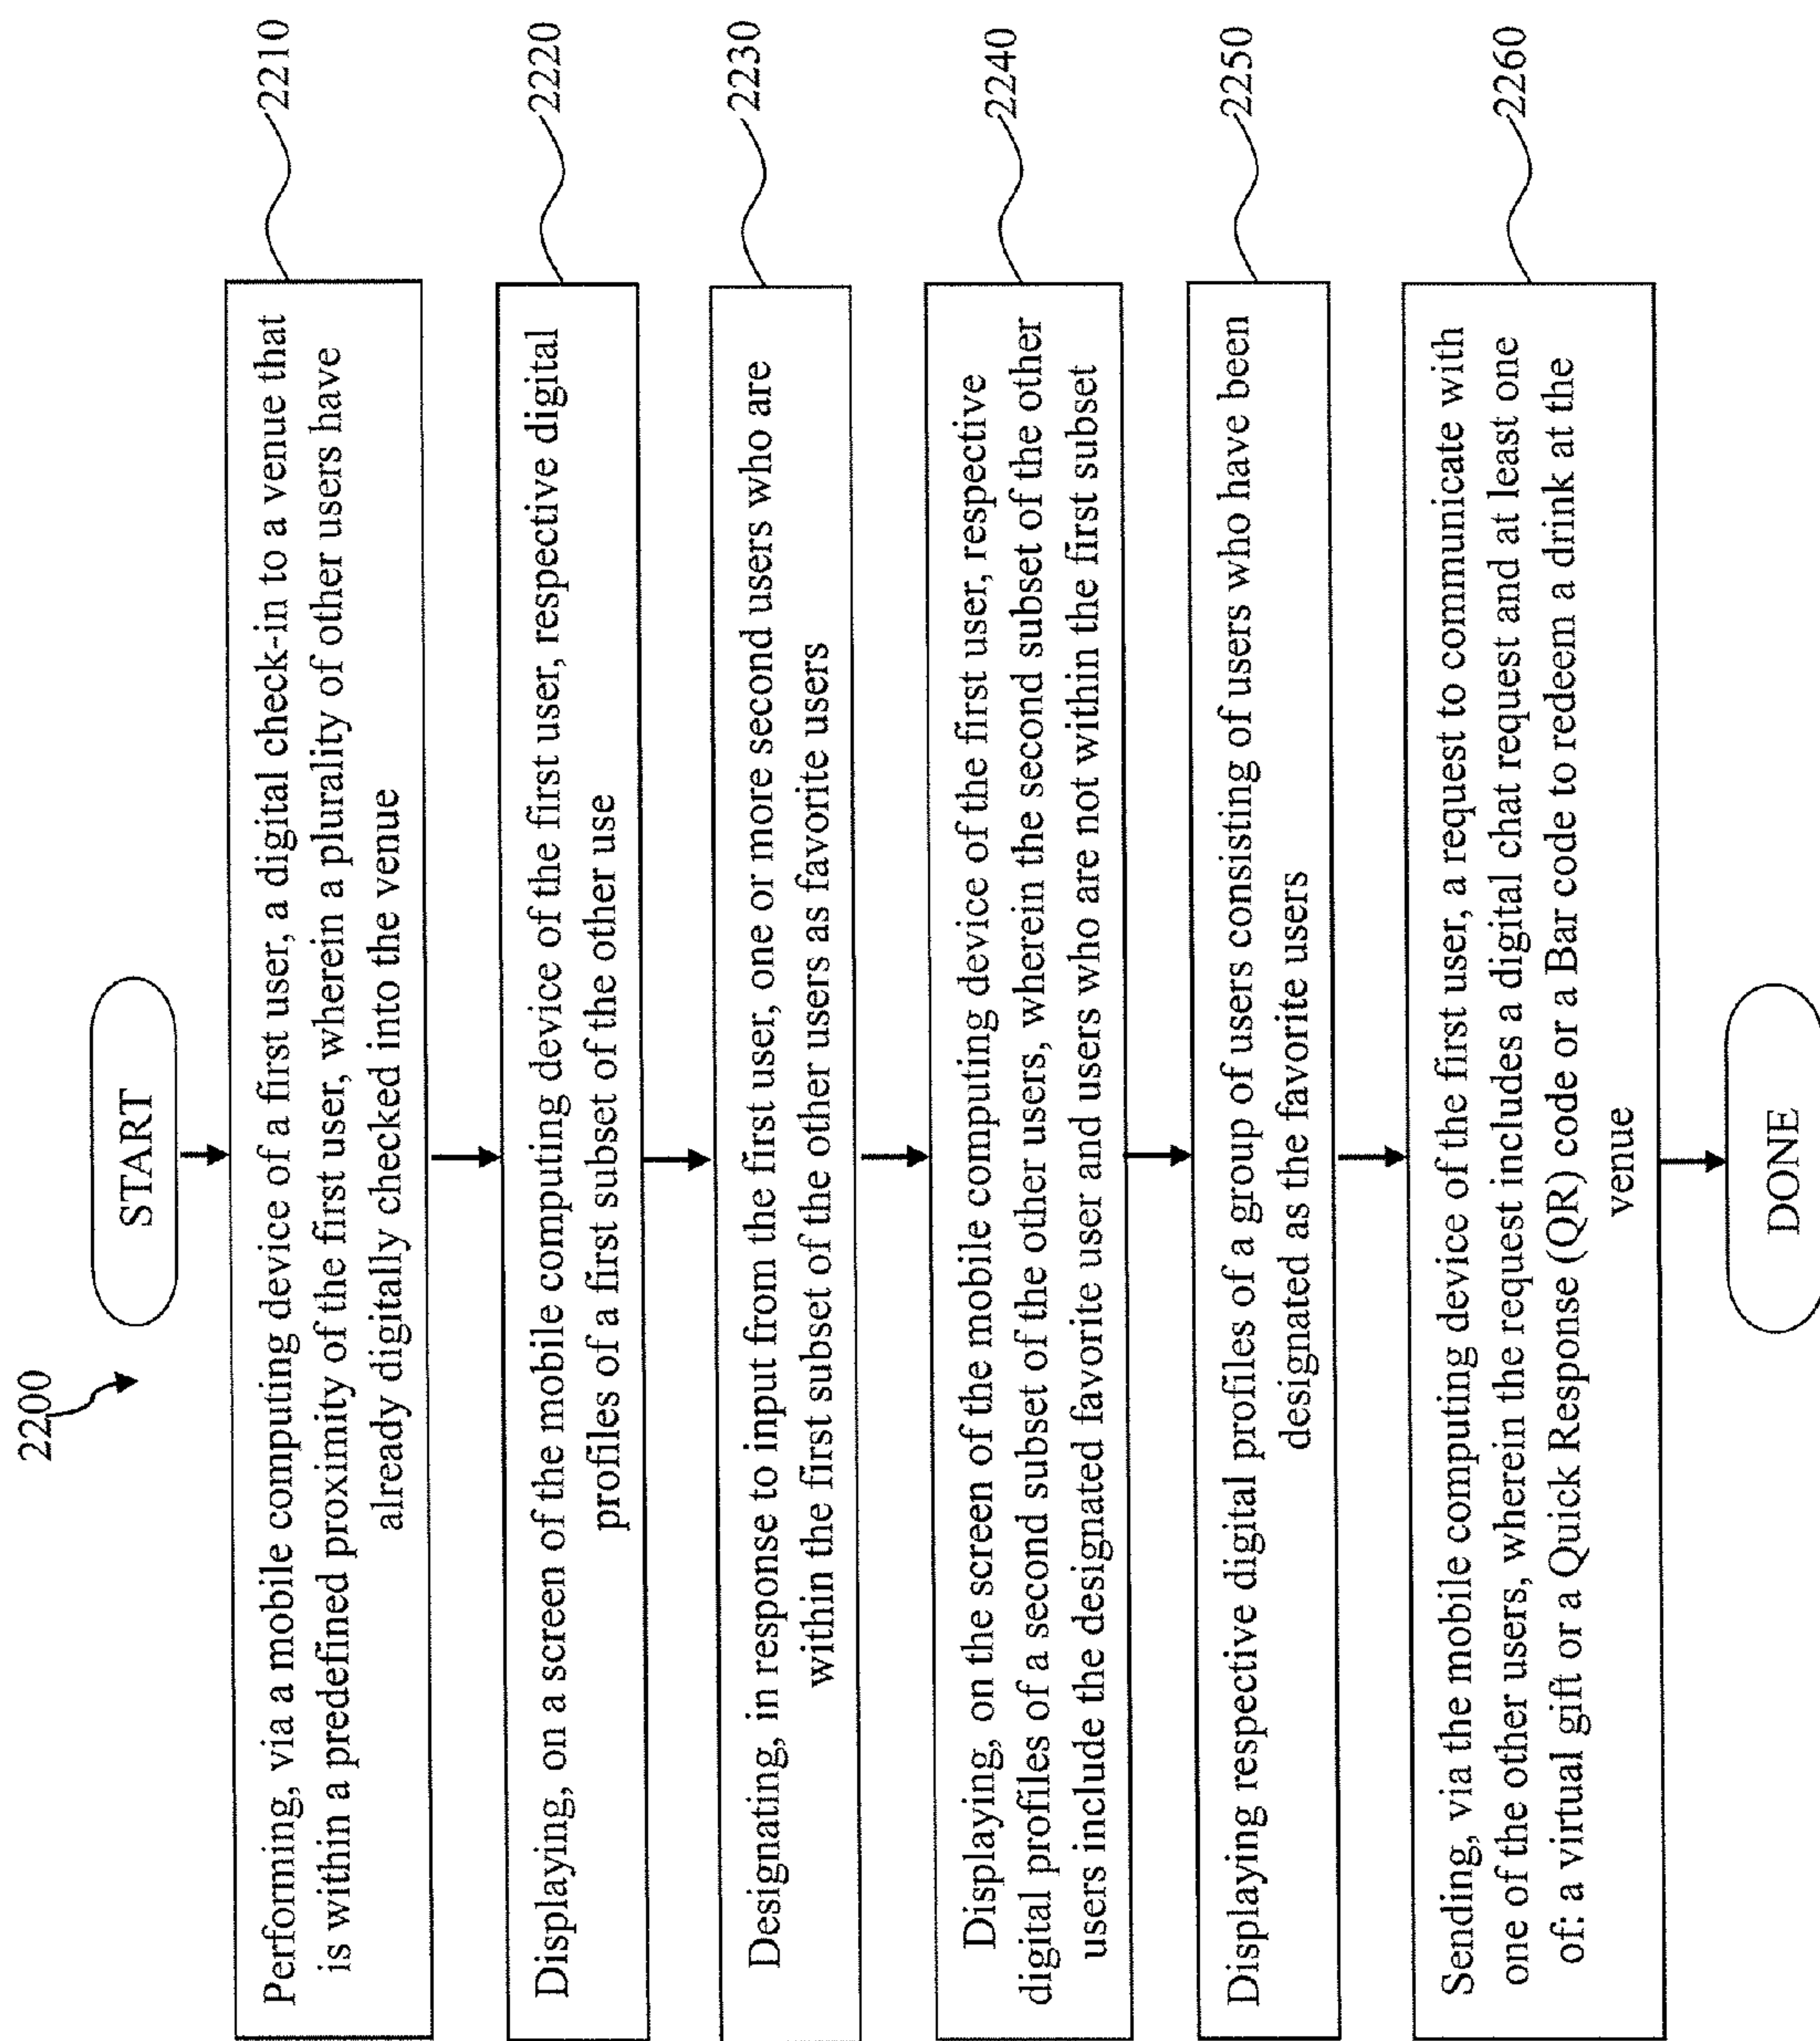 2200
START
Performing, via a mobile computing device of a first user, a digital check-in to a venue that
is within a predefined proximity of the first user, wherein a plurality of other users have
already digitally checked into the venue
2210
Displaying, on a screen of the mobile computing device of the first user, respective digital
profiles of a first subset of the other use
2220
Designating, in response to input from the first user, one or more second users who are
within the first subset of the other users as favorite users
2230
Displaying, on the screen of the mobile computing device of the first user, respective
digital profiles of a second subset of the other users, wherein the second subset of the other
users include the designated favorite user and users who are not within the first subset
2240
Displaying respective digital profiles of a group of users consisting of users who have been
designated as the favorite users
2250
Sending, via the mobile computing device of the first user, a request to communicate with
one of the other users, wherein the request includes a digital chat request and at least one
of: a virtual gift or a Quick Response (QR) code or a Bar code to redeem a drink at the
venue
2260
DONE